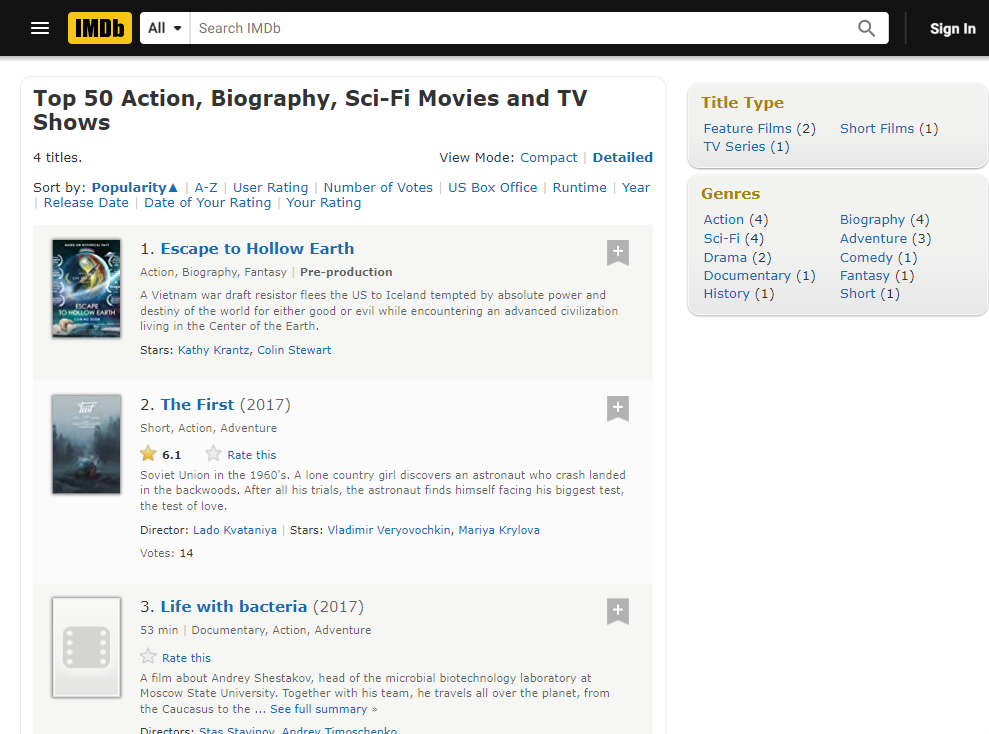 IMDb All Search IMDb Sign In
Top 50 Action, Biography, Sci-Fi Movies and TV
Shows
4 titles. View Mode: Compact | Detailed
Sort by: Popularity▲ | A-Z | User Rating | Number of Votes | US Box Office | Runtime | Year
| Release Date | Date of Your Rating | Your Rating
BASED ON HISTORICAL FACT
ESCAPE
TO HOLLOW EARTH
COMING SOON
1. Escape to Hollow Earth
Action, Biography, Fantasy | Pre-production
A Vietnam war draft resistor flees the US to Iceland tempted by absolute power and
destiny of the world for either good or evil while encountering an advanced civilization
living in the Center of the Earth.
Stars: Kathy Krantz, Colin Stewart
2. The First (2017)
Short, Action, Adventure
6.1 Rate this
Soviet Union in the 1960's. A lone country girl discovers an astronaut who crash landed
in the backwoods. After all his trials, the astronaut finds himself facing his biggest test,
the test of love.
Director: Lado Kvataniya | Stars: Vladimir Veryovochkin, Mariya Krylova
Votes: 14
3. Life with bacteria (2017)
53 min | Documentary, Action, Adventure
Rate this
A film about Andrey Shestakov, head of the microbial biotechnology laboratory at
Moscow State University. Together with his team, he travels all over the planet, from
the Caucasus to the ... See full summary »
Directors: Stas Stavinov, Andrey Timoschenko
Title Type
Feature Films (2) Short Films (1)
TV Series (1)
Genres
Action (4) Biography (4)
Sci-Fi (4) Adventure (3)
Drama (2) Comedy (1)
Documentary (1) Fantasy (1)
History (1) Short (1)